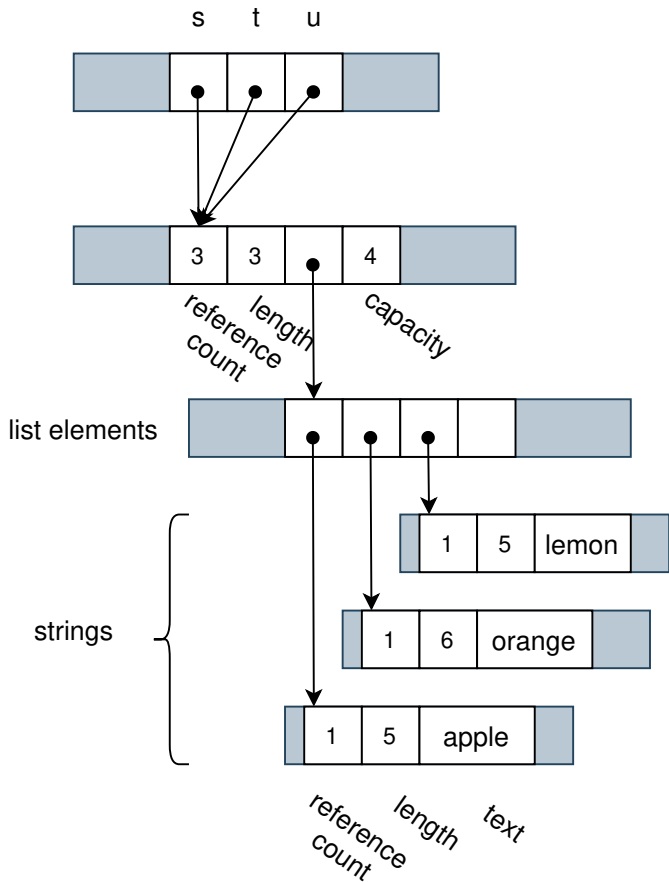 s t u
3 3 4
reference
count
length
capacity
list elements
1 5 lemon
strings
1 6 orange
1 5 apple
reference
count
length
text